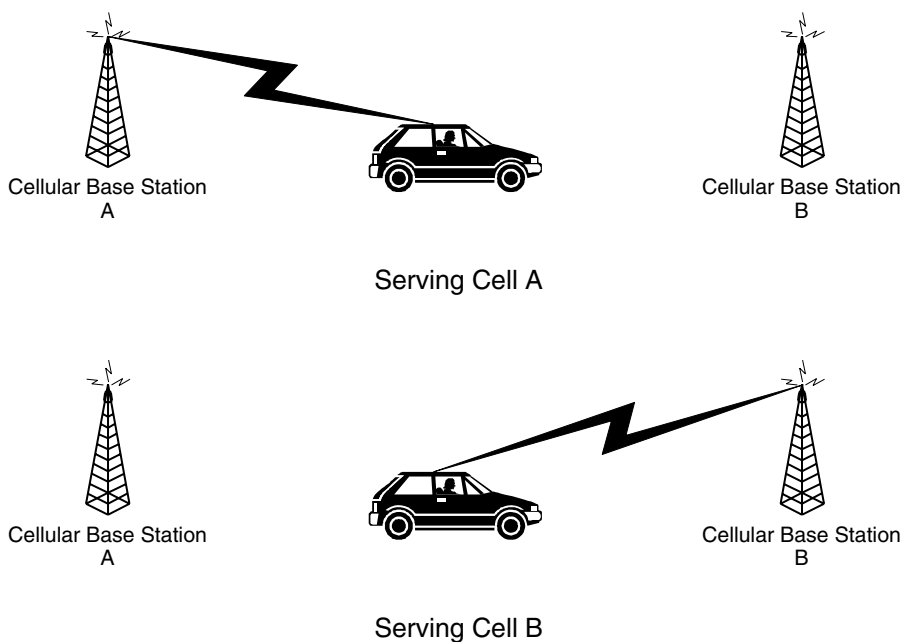 Cellular Base Station
A
Cellular Base Station
B
Serving Cell A
Cellular Base Station
A
Cellular Base Station
B
Serving Cell B